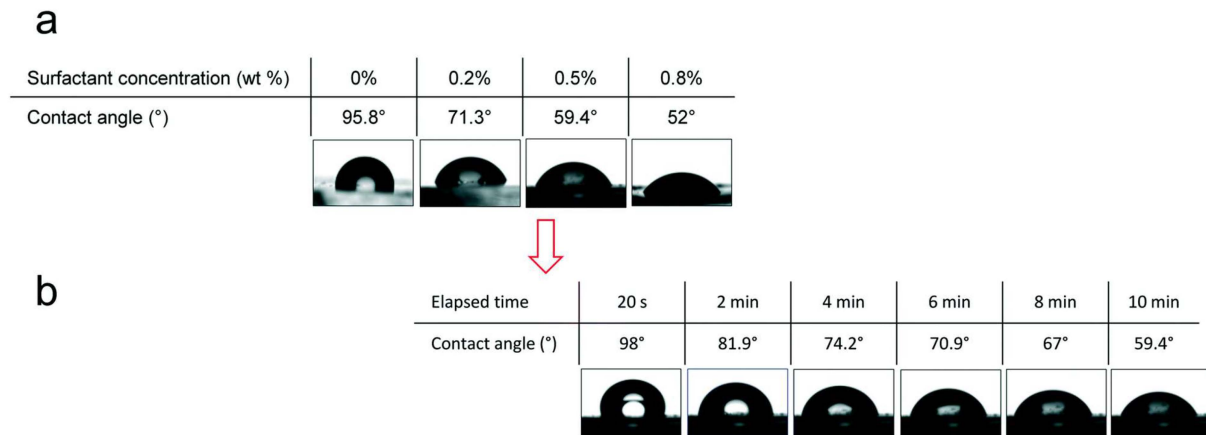 a
Surfactant concentration (wt %) 0% 0.2% 0.5% 0.8%
Contact angle (°) 95.8° 71.3° 59.4° 52°
b
Elapsed time 20 s 2 min 4 min 6 min 8 min 10 min
Contact angle (°) 98° 81.9° 74.2° 70.9° 67° 59.4°